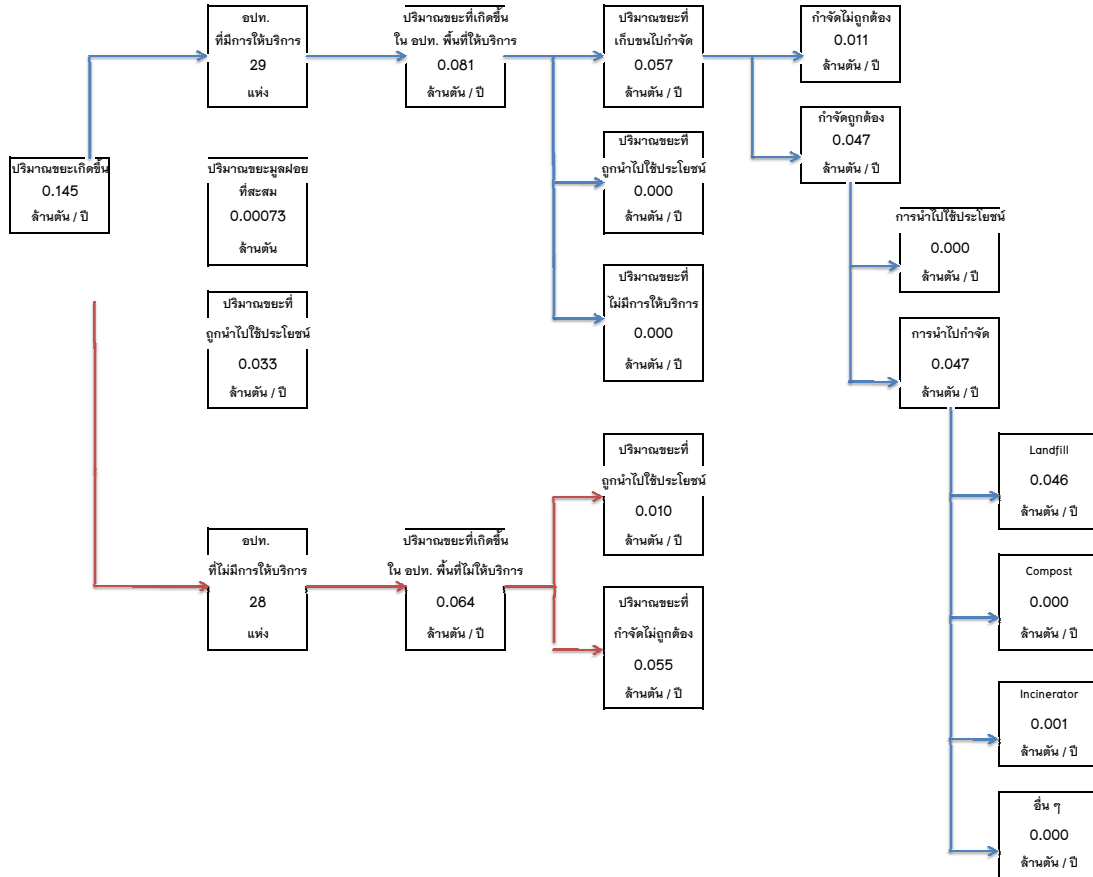 อปท.
ที่มีการให้บริการ
29
แห่ง
ปริมาณขยะที่เกิดขึ้น
ใน อปท. พื้นที่ให้บริการ
0.081
ล้านตัน / ปี
ปริมาณขยะที่
เก็บขนไปกำจัด
0.057
ล้านตัน / ปี
กำจัดไม่ถูกต้อง
0.011
ล้านตัน / ปี
กำจัดถูกต้อง
0.047
ล้านตัน / ปี
ปริมาณขยะเกิดขึ้น
0.145
ล้านตัน / ปี
ปริมาณขยะมูลฝอย
ที่สะสม
0.00073
ล้านตัน
ปริมาณขยะที่
ถูกนำไปใช้ประโยชน์
0.000
ล้านตัน / ปี
การนำไปใช้ประโยชน์
0.000
ล้านตัน / ปี
ปริมาณขยะที่
ถูกนำไปใช้ประโยชน์
0.033
ล้านตัน / ปี
ปริมาณขยะที่
ไม่มีการให้บริการ
0.000
ล้านตัน / ปี
การนำไปกำจัด
0.047
ล้านตัน / ปี
ปริมาณขยะที่
ถูกนำไปใช้ประโยชน์
0.010
ล้านตัน / ปี
Landfill
0.046
ล้านตัน / ปี
อปท.
ที่ไม่มีการให้บริการ
28
แห่ง
ปริมาณขยะที่เกิดขึ้น
ใน อปท. พื้นที่ไม่ให้บริการ
0.064
ล้านตัน / ปี
ปริมาณขยะที่
กำจัดไม่ถูกต้อง
0.055
ล้านตัน / ปี
Compost
0.000
ล้านตัน / ปี
Incinerator
0.001
ล้านตัน / ปี
อื่น ๆ
0.000
ล้านตัน / ปี